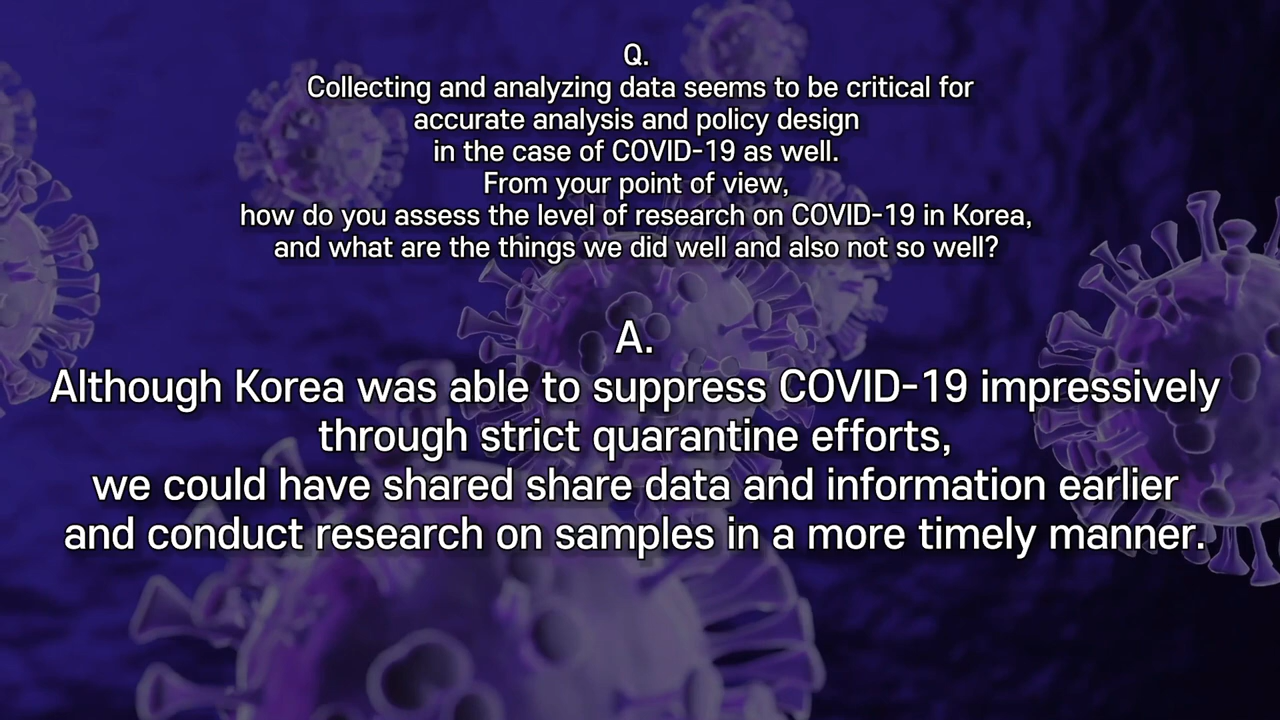 Q.
Collecting and analyzing data seems to be critical for
accurate analysis and policy design
in the case of COVID-19 as well.
From your point of view,
how do you assess the level of research on COVID-19 in Korea,
and what are the things we did well and also not so well?
A.
Although Korea was able to suppress COVID-19 impressively
through strict quarantine efforts,
we could have shared share data and information earlier
and conduct research on samples in a more timely manner.